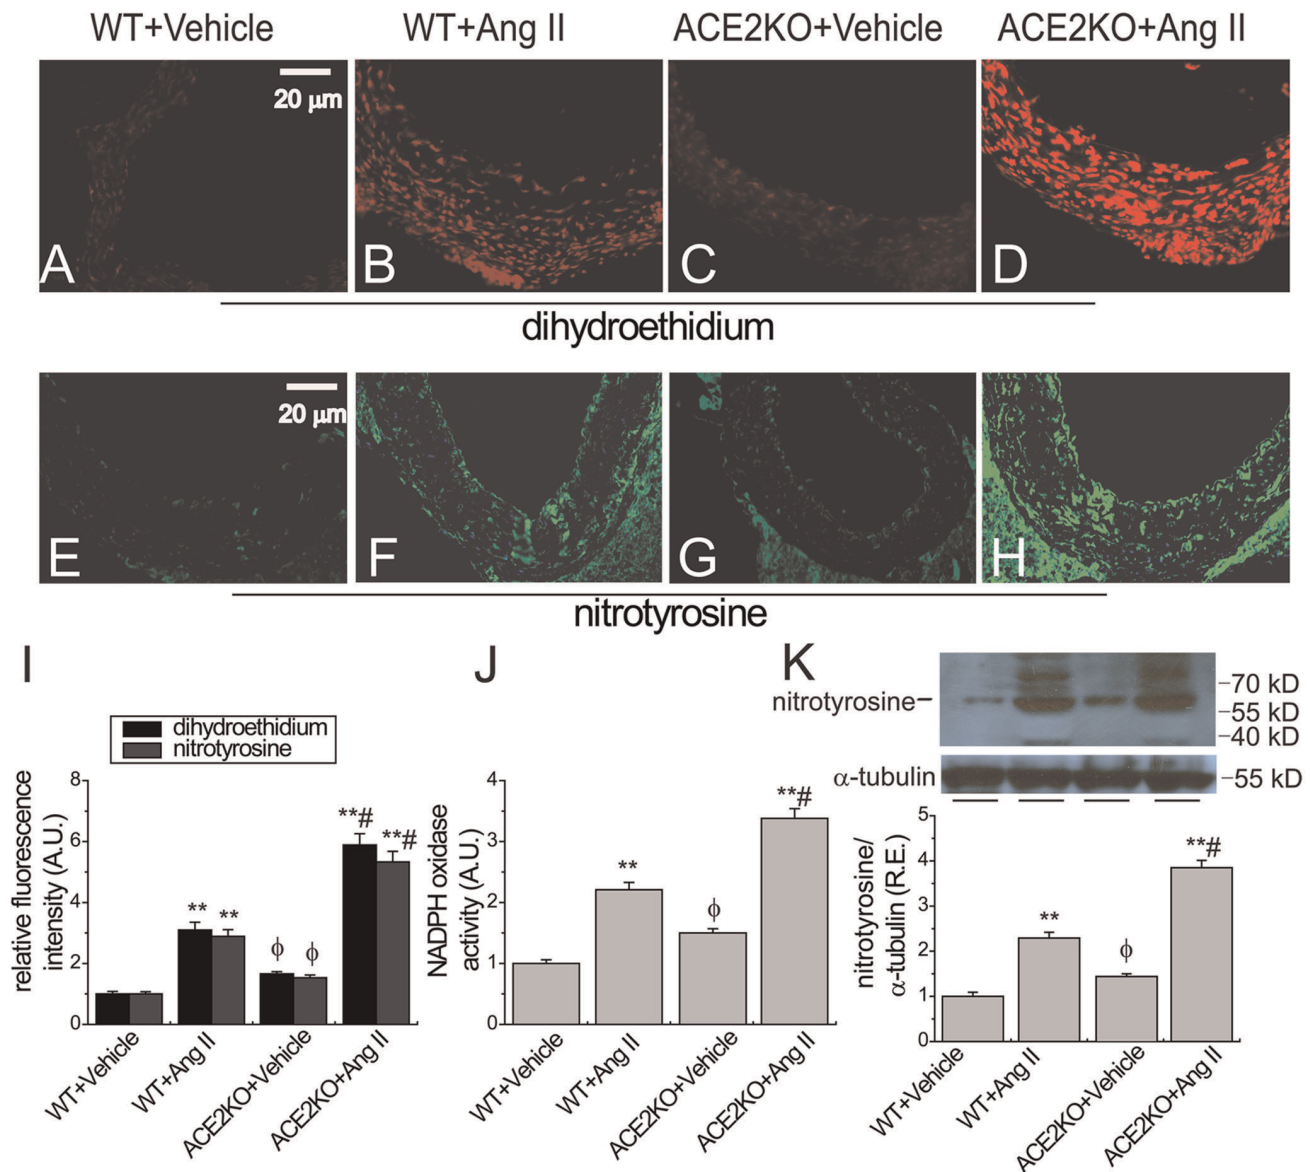 WT+Vehicle WT+Ang II ACE2KO+Vehicle ACE2KO+Ang II
20 µm
A B C D
dihydroethidium
20 µm
E F G H
nitrotyrosine
I
dihydroethidium
nitrotyrosine
relative fluorescence
intensity (A.U.)
8
6
4
2
0
** ** ϕ ϕ **# **#
WT+Vehicle
WT+Ang II
ACE2KO+Vehicle
ACE2KO+Ang II
J
NADPH oxidase
activity (A.U.)
4
3
2
1
0
** ϕ **#
WT+Vehicle
WT+Ang II
ACE2KO+Vehicle
ACE2KO+Ang II
K
nitrotyrosine
70 kD
55 kD
40 kD
α-tubulin
55 kD
nitrotyrosine/
α-tubulin (R.E.)
5
4
3
2
1
0
** ϕ **#
WT+Vehicle
WT+Ang II
ACE2KO+Vehicle
ACE2KO+Ang II